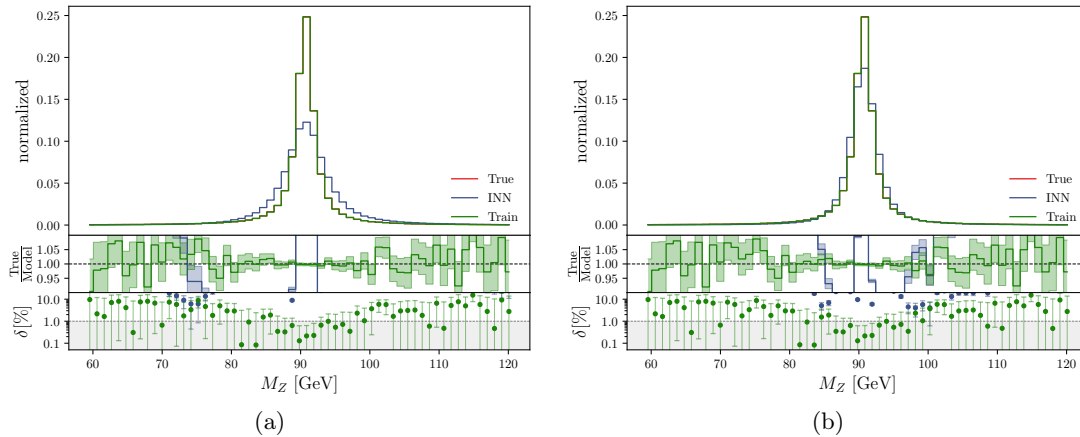 0.25
0.20
0.15
0.10
0.05
0.00
normalized
True
INN
Train
1.05
1.00
0.95
True
Model
10.0
1.0
0.1
δ[%]
60 70 80 90 100 110 120
M_Z [GeV]
(a)
0.25
0.20
0.15
0.10
0.05
0.00
normalized
True
INN
Train
1.05
1.00
0.95
True
Model
10.0
1.0
0.1
δ[%]
60 70 80 90 100 110 120
M_Z [GeV]
(b)